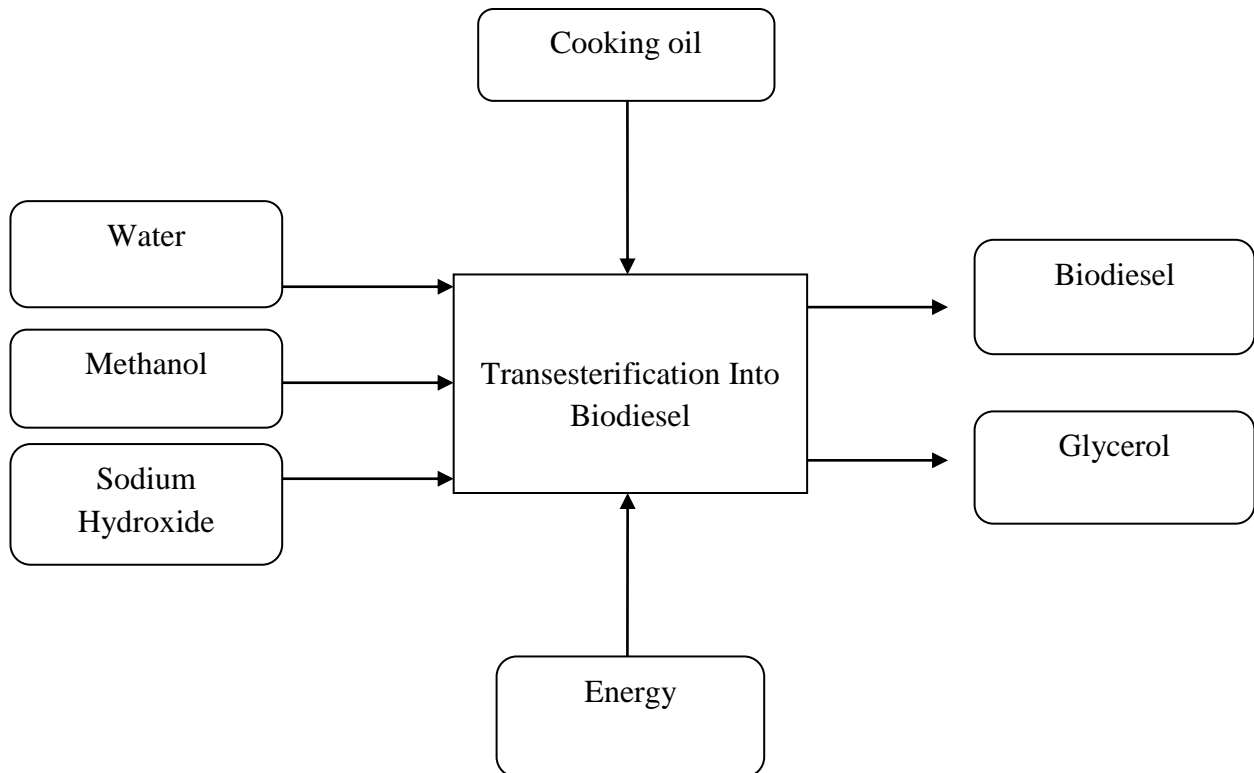 Cooking oil
Water
Biodiesel
Methanol
Transesterification Into
Biodiesel
Glycerol
Sodium
Hydroxide
Energy